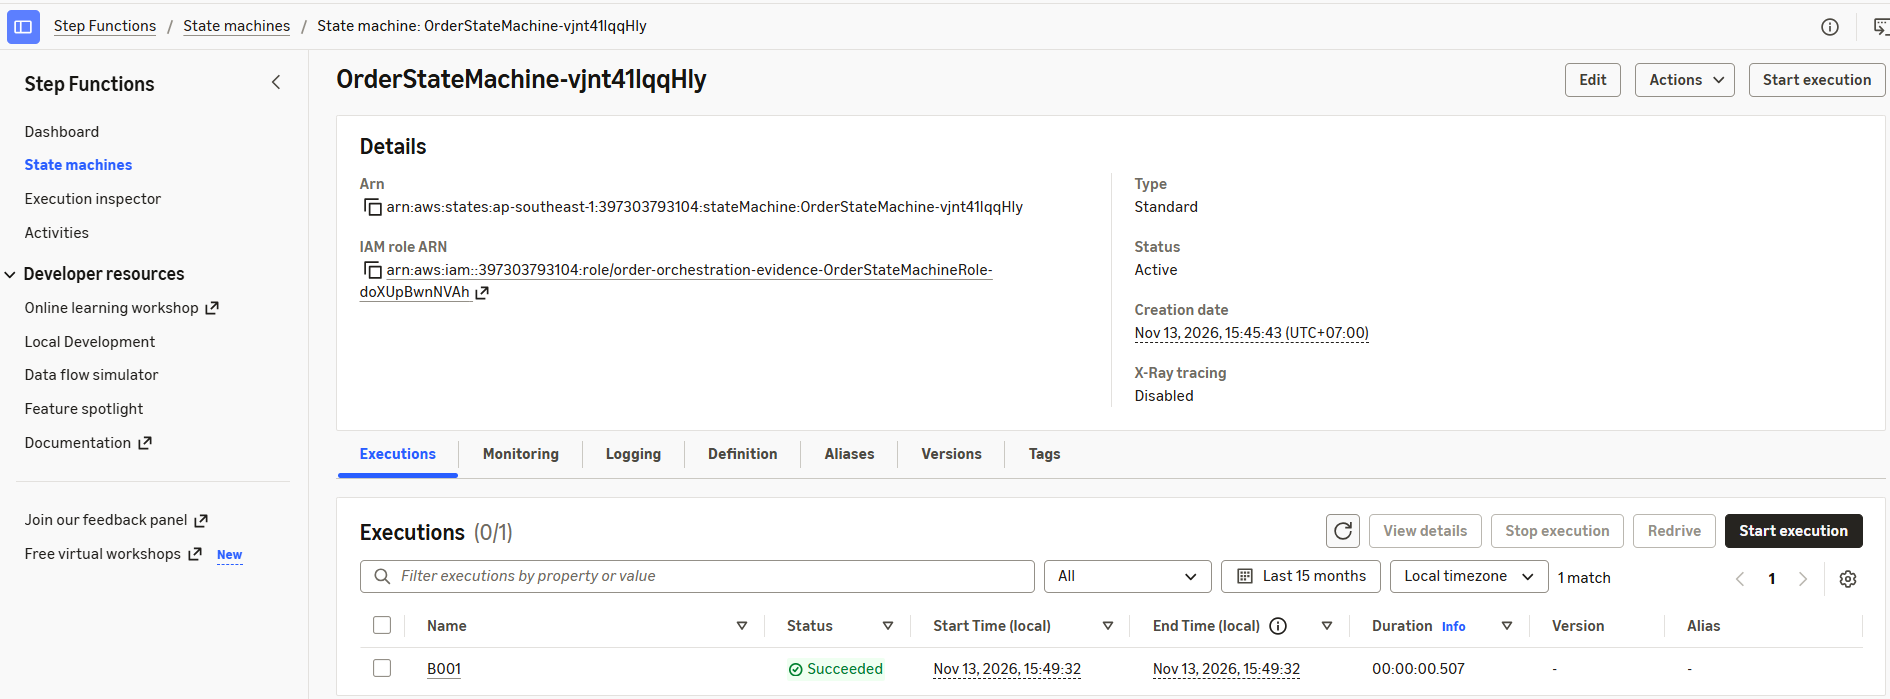 Step Functions / State machines / State machine: OrderStateMachine-vjnt41lqqHly
Step Functions
Dashboard
State machines
Execution inspector
Activities
Developer resources
Online learning workshop
Local Development
Data flow simulator
Feature spotlight
Documentation
Join our feedback panel
Free virtual workshops New
OrderStateMachine-vjnt41lqqHly
Edit Actions Start execution
Details
Arn
arn:aws:states:ap-southeast-1:397303793104:stateMachine:OrderStateMachine-vjnt41lqqHly
IAM role ARN
arn:aws:iam::397303793104:role/order-orchestration-evidence-OrderStateMachineRole-
doXUpBwnNVAh
Type
Standard
Status
Active
Creation date
Nov 13, 2026, 15:45:43 (UTC+07:00)
X-Ray tracing
Disabled
Executions Monitoring Logging Definition Aliases Versions Tags
Executions (0/1)
View details Stop execution Redrive Start execution
Filter executions by property or value All Last 15 months Local timezone 1 match 1
Name Status Start Time (local) End Time (local) Duration Info Version Alias
B001 Succeeded Nov 13, 2026, 15:49:32 Nov 13, 2026, 15:49:32 00:00:00.507 - -